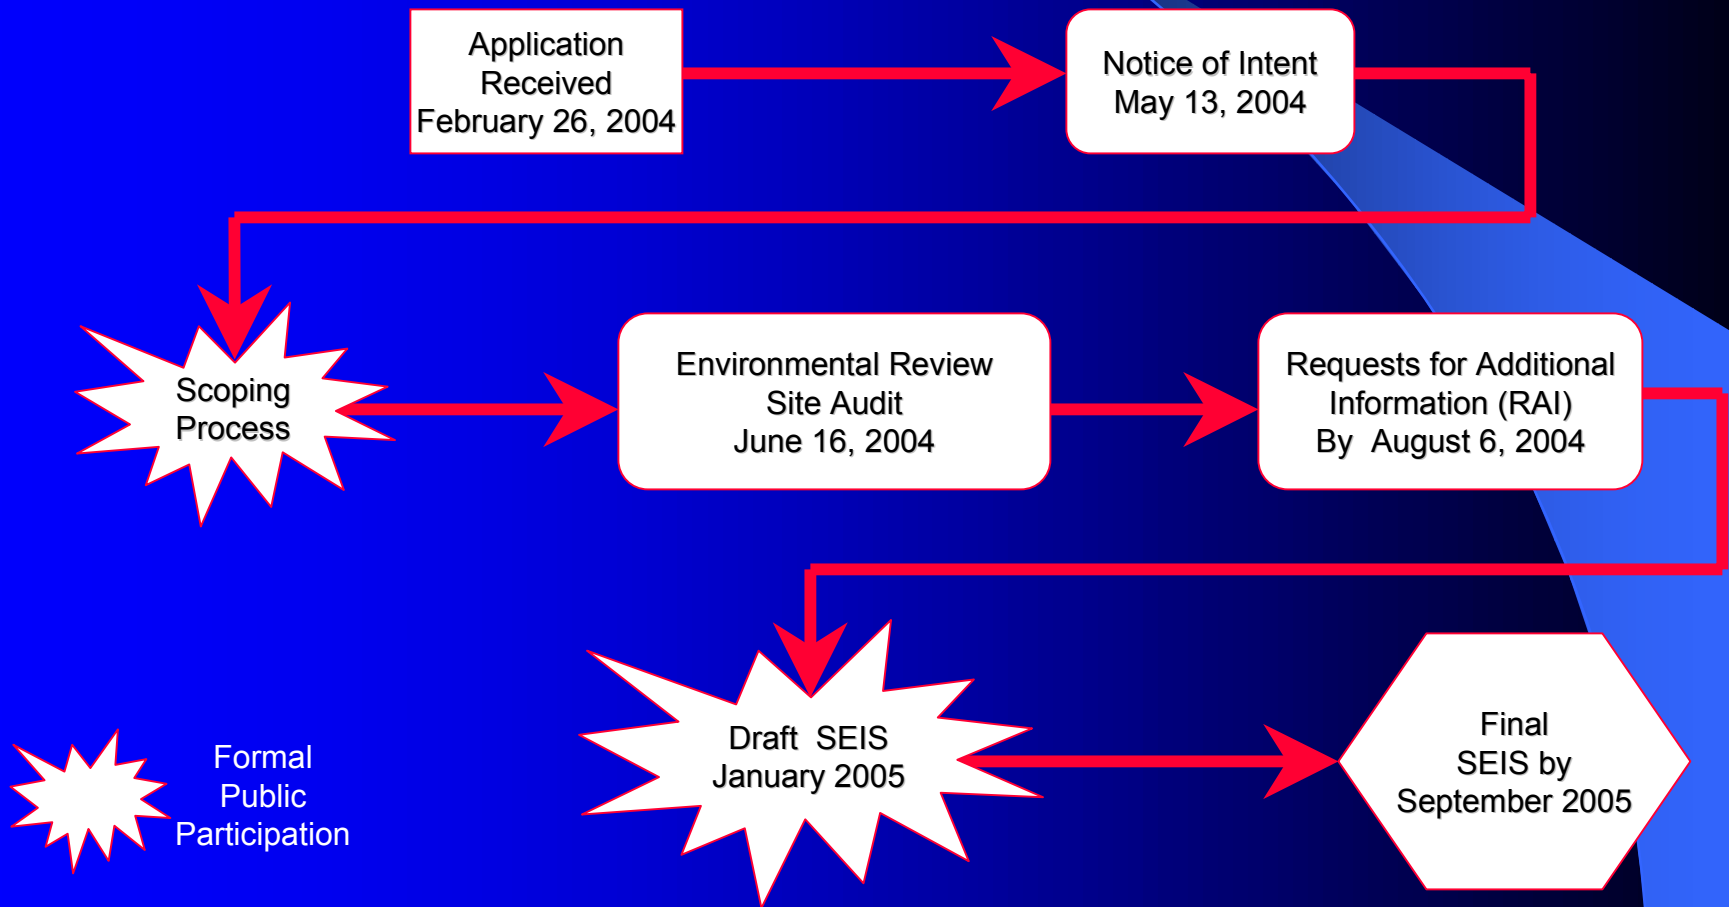 Application
Received
February 26, 2004
Notice of Intent
May 13, 2004
Scoping
Process
Environmental Review
Site Audit
June 16, 2004
Requests for Additional
Information (RAI)
By August 6, 2004
Draft SEIS
January 2005
Final
SEIS by
September 2005
Formal
Public
Participation